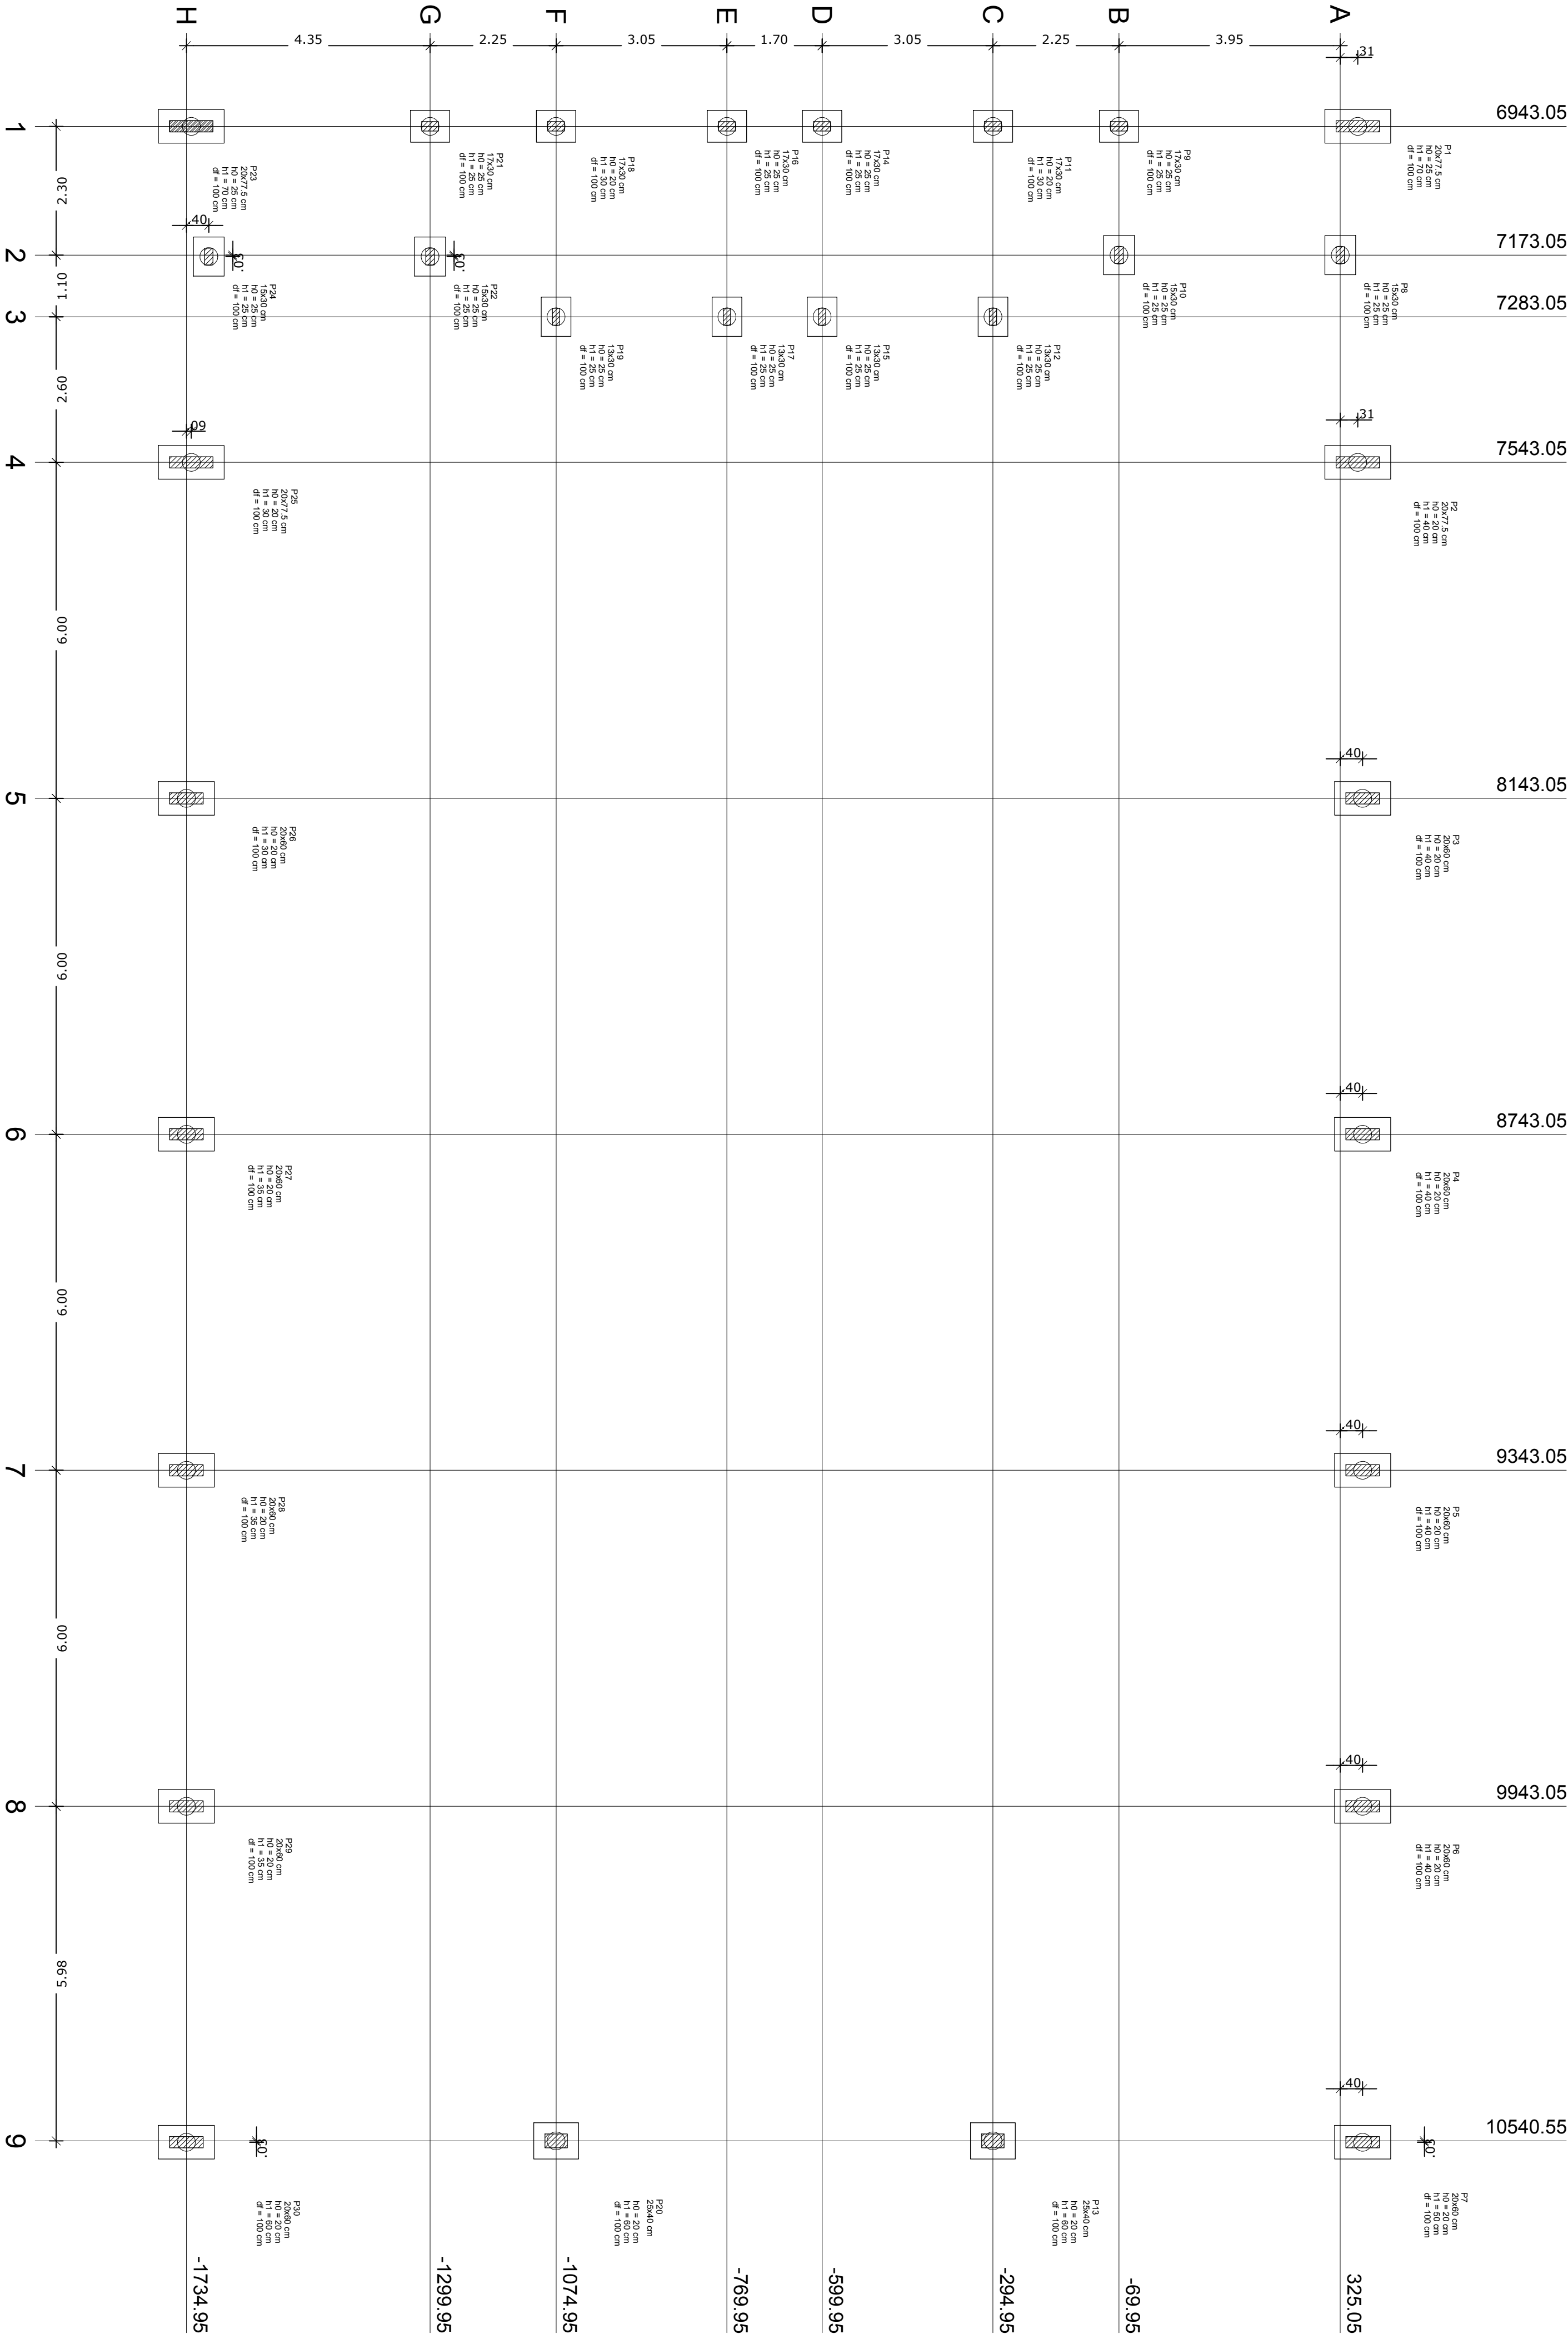 H
G
F
E
D
C
B
A
4.35
2.25
3.05
1.70
3.05
2.25
3.95
.31
1
6943.05
P23
20x77.5 cm
h0 = 25 cm
h1 = 70 cm
df = 100 cm
P21
17x30 cm
h0 = 25 cm
h1 = 25 cm
df = 100 cm
P18
17x30 cm
h0 = 20 cm
h1 = 30 cm
df = 100 cm
P16
17x30 cm
h0 = 25 cm
h1 = 25 cm
df = 100 cm
P14
17x30 cm
h0 = 25 cm
h1 = 25 cm
df = 100 cm
P11
17x30 cm
h0 = 20 cm
h1 = 30 cm
df = 100 cm
P9
17x30 cm
h0 = 25 cm
h1 = 25 cm
df = 100 cm
P1
20x77.5 cm
h0 = 25 cm
h1 = 70 cm
df = 100 cm
2.30
.40
2
.03
.03
7173.05
P24
15x30 cm
h0 = 25 cm
h1 = 25 cm
df = 100 cm
P22
15x30 cm
h0 = 25 cm
h1 = 25 cm
df = 100 cm
P10
15x30 cm
h0 = 25 cm
h1 = 25 cm
df = 100 cm
P8
15x30 cm
h0 = 25 cm
h1 = 25 cm
df = 100 cm
1.10
3
7283.05
P19
13x30 cm
h0 = 25 cm
h1 = 25 cm
df = 100 cm
P17
13x30 cm
h0 = 25 cm
h1 = 25 cm
df = 100 cm
P15
13x30 cm
h0 = 25 cm
h1 = 25 cm
df = 100 cm
P12
13x30 cm
h0 = 25 cm
h1 = 25 cm
df = 100 cm
2.60
.09
.31
4
7543.05
P25
20x77.5 cm
h0 = 20 cm
h1 = 30 cm
df = 100 cm
P2
20x77.5 cm
h0 = 20 cm
h1 = 40 cm
df = 100 cm
6.00
.40
5
8143.05
P26
20x60 cm
h0 = 20 cm
h1 = 30 cm
df = 100 cm
P3
20x60 cm
h0 = 20 cm
h1 = 40 cm
df = 100 cm
6.00
.40
6
8743.05
P27
20x60 cm
h0 = 20 cm
h1 = 35 cm
df = 100 cm
P4
20x60 cm
h0 = 20 cm
h1 = 40 cm
df = 100 cm
6.00
.40
7
9343.05
P28
20x60 cm
h0 = 20 cm
h1 = 35 cm
df = 100 cm
P5
20x60 cm
h0 = 20 cm
h1 = 40 cm
df = 100 cm
6.00
.40
8
9943.05
P29
20x60 cm
h0 = 20 cm
h1 = 35 cm
df = 100 cm
P6
20x60 cm
h0 = 20 cm
h1 = 40 cm
df = 100 cm
5.98
.40
9
.03
.03
10540.55
P30
20x60 cm
h0 = 20 cm
h1 = 60 cm
df = 100 cm
P20
25x40 cm
h0 = 20 cm
h1 = 60 cm
df = 100 cm
P13
25x40 cm
h0 = 20 cm
h1 = 60 cm
df = 100 cm
P7
20x60 cm
h0 = 20 cm
h1 = 50 cm
df = 100 cm
-1734.95
-1299.95
-1074.95
-769.95
-599.95
-294.95
-69.95
325.05